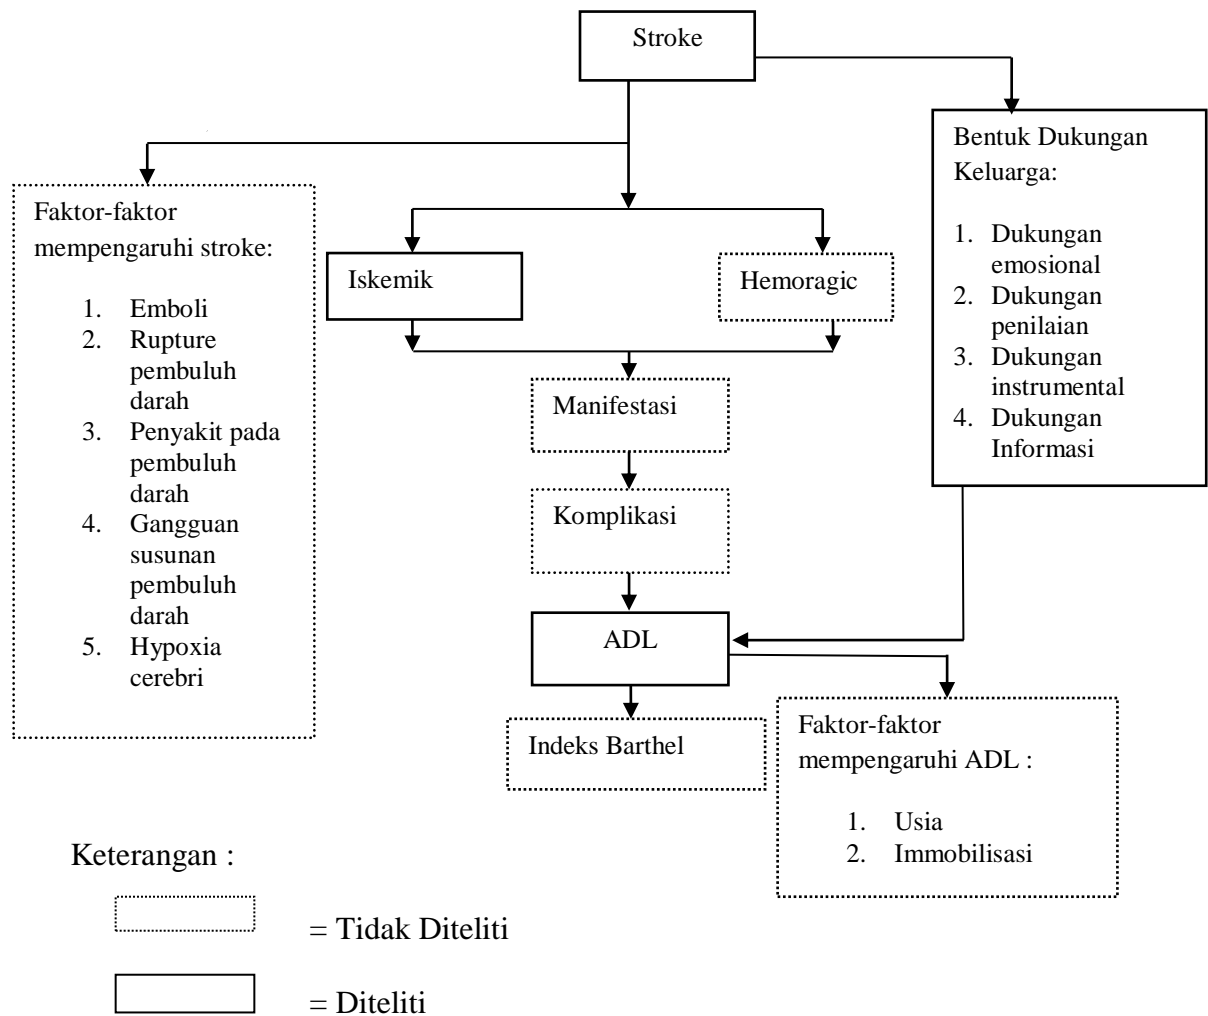 Stroke
Bentuk Dukungan
Keluarga:
1. Dukungan
emosional
2. Dukungan
penilaian
3. Dukungan
instrumental
4. Dukungan
Informasi
Faktor-faktor
mempengaruhi stroke:
1. Emboli
2. Rupture
pembuluh
darah
3. Penyakit pada
pembuluh
darah
4. Gangguan
susunan
pembuluh
darah
5. Hypoxia
cerebri
Iskemik
Hemoragic
Manifestasi
Komplikasi
ADL
Indeks Barthel
Faktor-faktor
mempengaruhi ADL :
1. Usia
2. Immobilisasi
Keterangan :
= Tidak Diteliti
= Diteliti